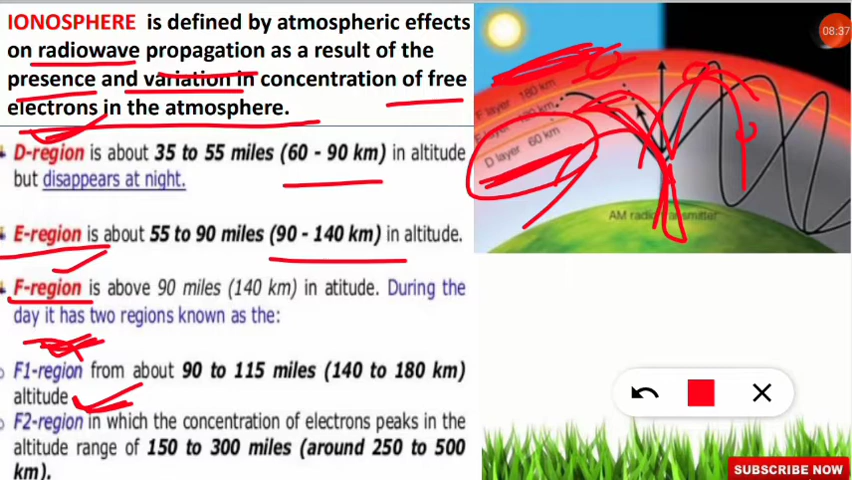 IONOSPHERE is defined by atmospheric effects
on radiowave propagation as a result of the
presence and variation in concentration of free
electrons in the atmosphere.
D-region is about 35 to 55 miles (60 - 90 km) in altitude
but disappears at night.
E-region is about 55 to 90 miles (90 - 140 km) in altitude.
F-region is above 90 miles (140 km) in atitude. During the
day it has two regions known as the:
F1-region from about 90 to 115 miles (140 to 180 km)
altitude
F2-region in which the concentration of electrons peaks in the
altitude range of 150 to 300 miles (around 250 to 500
km).
08:37
F layer 180 km
D layer 60 km
AM radio transmitter
SUBSCRIBE NOW